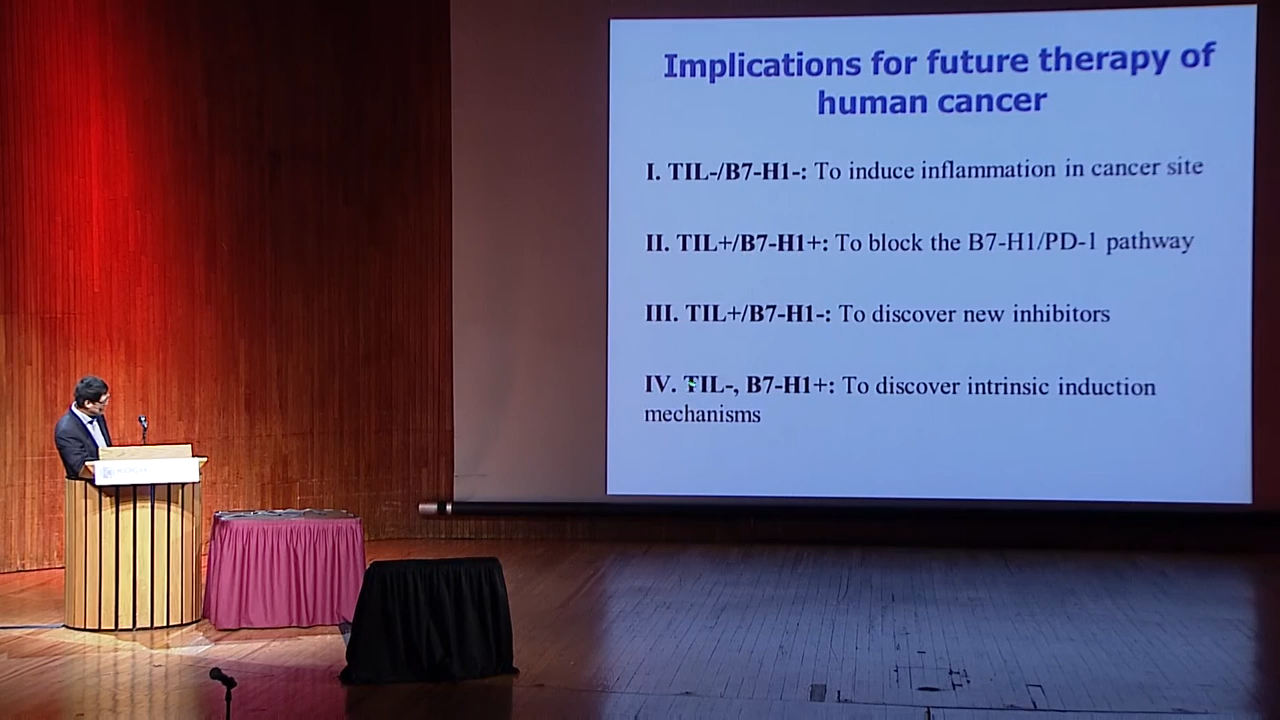 Implications for future therapy of
human cancer
I. TIL-/B7-H1-: To induce inflammation in cancer site
II. TIL+/B7-H1+: To block the B7-H1/PD-1 pathway
III. TIL+/B7-H1-: To discover new inhibitors
IV. TIL-, B7-H1+: To discover intrinsic induction
mechanisms